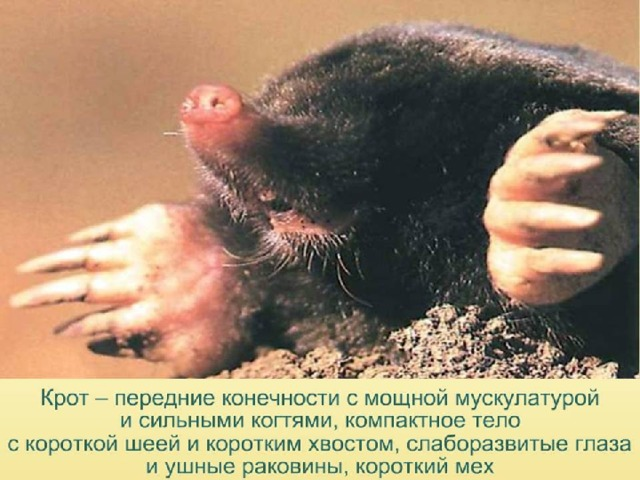 Крот – передние конечности с мощной мускулатурой
и сильными когтями, компактное тело
с короткой шеей и коротким хвостом, слаборазвитые глаза
и ушные раковины, короткий мех